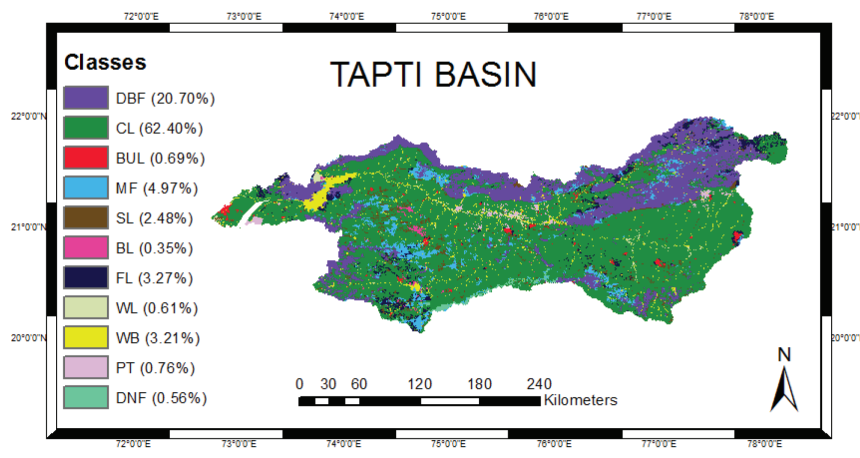 72°0'0"E 73°0'0"E 74°0'0"E 75°0'0"E 76°0'0"E 77°0'0"E 78°0'0"E
Classes
TAPTI BASIN
DBF (20.70%)
CL (62.40%)
BUL (0.69%)
MF (4.97%)
SL (2.48%)
BL (0.35%)
FL (3.27%)
WL (0.61%)
WB (3.21%)
PT (0.76%)
DNF (0.56%)
22°0'0"N 22°0'0"N
21°0'0"N 21°0'0"N
20°0'0"N 20°0'0"N
N
0 30 60 120 180 240
Kilometers
72°0'0"E 73°0'0"E 74°0'0"E 75°0'0"E 76°0'0"E 77°0'0"E 78°0'0"E